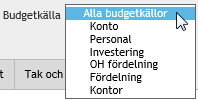 Budgetkälla
Alla budgetkällor
Konto
Personal
Investering
OH fördelning
Fördelning
Kontor
t
Tak och